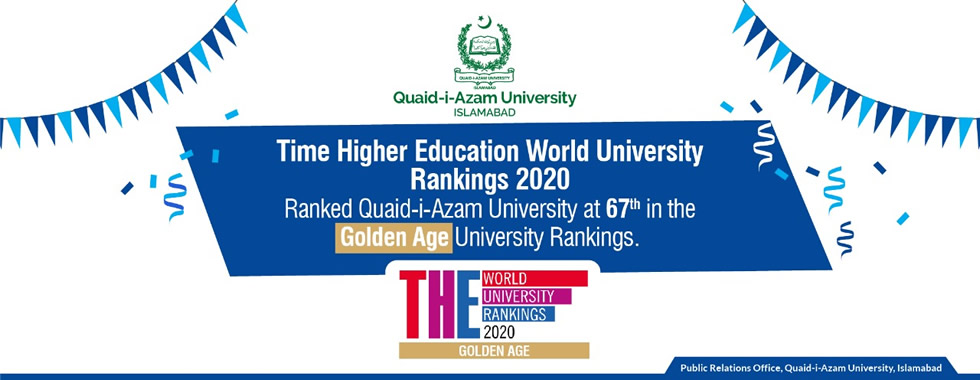 QUAID-I-AZAM UNIVERSITY
ISLAMABAD
Quaid-i-Azam University
ISLAMABAD
Time Higher Education World University
Rankings 2020
Ranked Quaid-i-Azam University at 67th in the
Golden Age University Rankings.
THE WORLD
UNIVERSITY
RANKINGS
2020
GOLDEN AGE
Public Relations Office, Quaid-i-Azam University, Islamabad